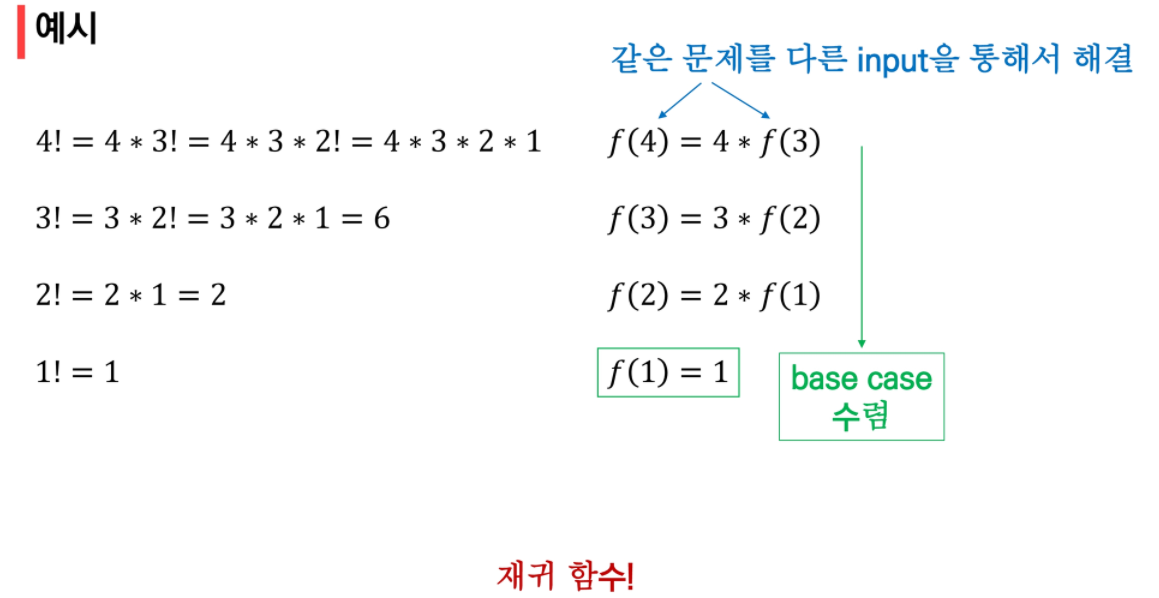 예시
같은 문제를 다른 input을 통해서 해결
4! = 4 ∗ 3! = 4 ∗ 3 ∗ 2! = 4 ∗ 3 ∗ 2 ∗ 1
f(4) = 4 ∗ f(3)
3! = 3 ∗ 2! = 3 ∗ 2 ∗ 1 = 6
f(3) = 3 ∗ f(2)
2! = 2 ∗ 1 = 2
f(2) = 2 ∗ f(1)
1! = 1
f(1) = 1
base case
수렴
재귀 함수!